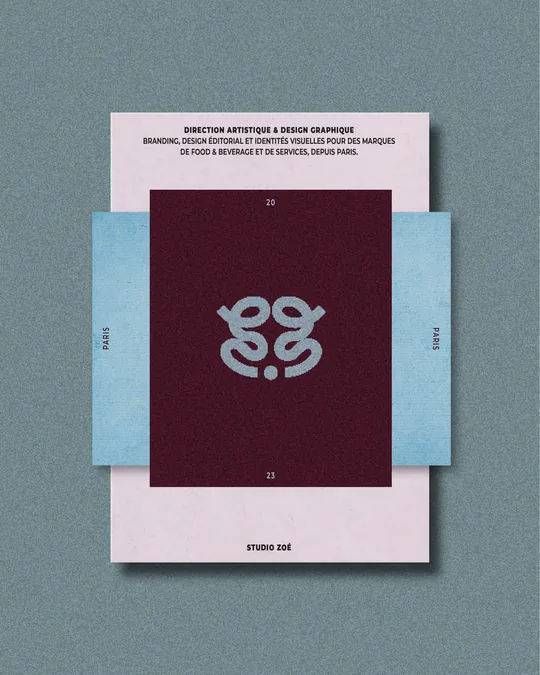 DIRECTION ARTISTIQUE & DESIGN GRAPHIQUE
BRANDING, DESIGN ÉDITORIAL ET IDENTITÉS VISUELLES POUR DES MARQUES
DE FOOD & BEVERAGE ET DE SERVICES, DEPUIS PARIS.
20
PARIS
PARIS
23
STUDIO ZOÉ